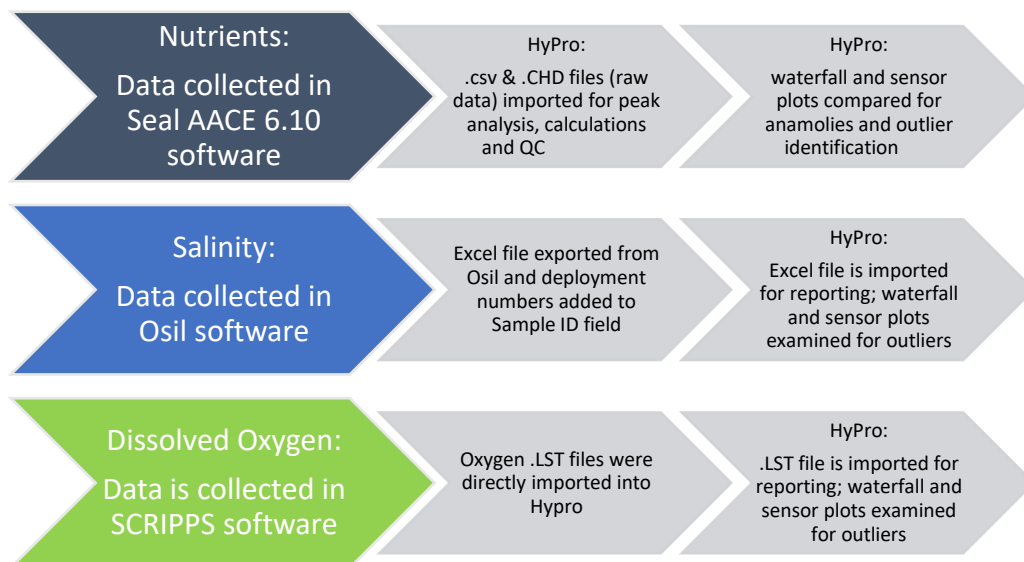 Nutrients:
Data collected in
Seal AACE 6.10
software
HyPro:
.csv & .CHD files (raw
data) imported for peak
analysis, calculations
and QC
HyPro:
waterfall and sensor
plots compared for
anamolies and outlier
identification
Salinity:
Data collected in
Osil software
Excel file exported from
Osil and deployment
numbers added to
Sample ID field
HyPro:
Excel file is imported
for reporting; waterfall
and sensor plots
examined for outliers
Dissolved Oxygen:
Data is collected in
SCRIPPS software
Oxygen .LST files were
directly imported into
Hypro
HyPro:
.LST file is imported for
reporting; waterfall and
sensor plots examined
for outliers